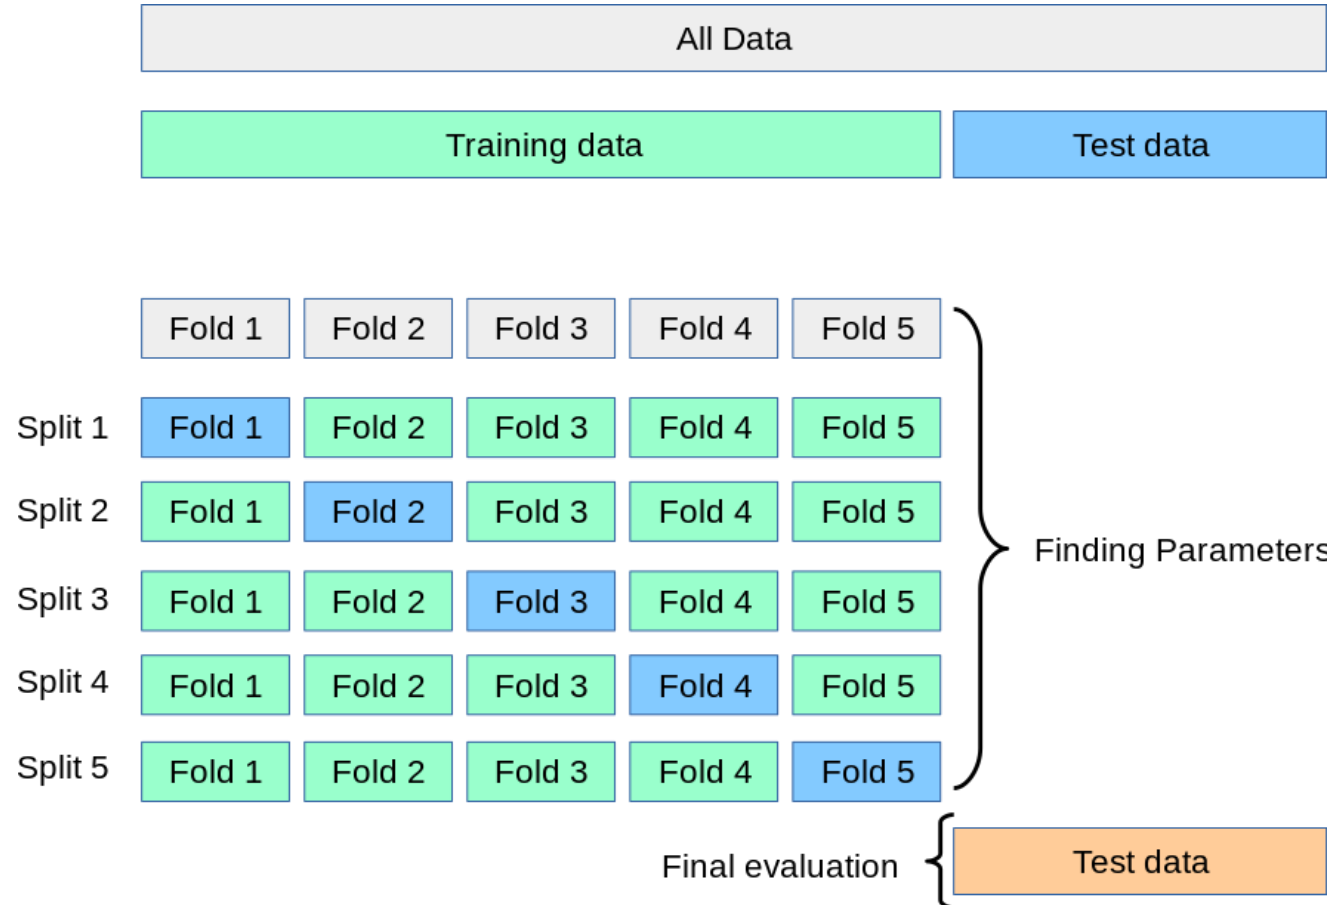 All Data
Training data Test data
Fold 1 Fold 2 Fold 3 Fold 4 Fold 5
Split 1 Fold 1 Fold 2 Fold 3 Fold 4 Fold 5
Split 2 Fold 1 Fold 2 Fold 3 Fold 4 Fold 5
Finding Parameters
Split 3 Fold 1 Fold 2 Fold 3 Fold 4 Fold 5
Split 4 Fold 1 Fold 2 Fold 3 Fold 4 Fold 5
Split 5 Fold 1 Fold 2 Fold 3 Fold 4 Fold 5
Final evaluation Test data